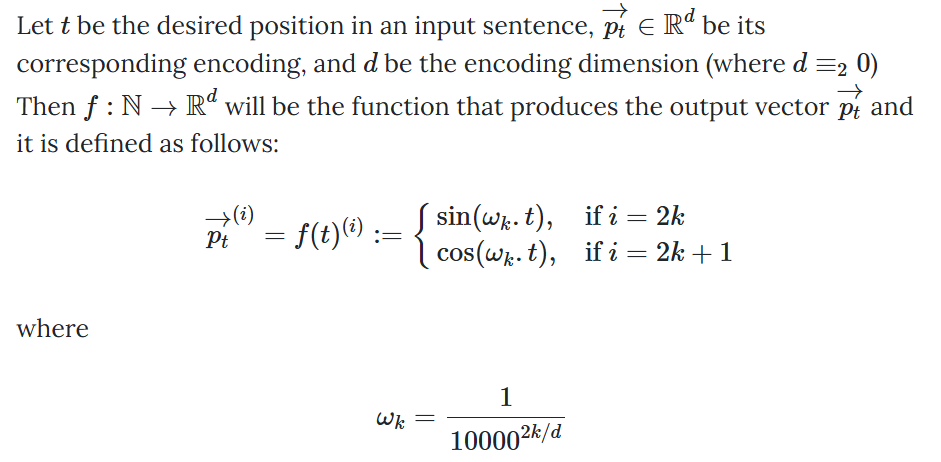 Let t be the desired position in an input sentence, $\overrightarrow{p_t} \in \mathbb{R}^d$ be its
corresponding encoding, and d be the encoding dimension (where $d \equiv_2 0$)
Then $f : \mathbb{N} \to \mathbb{R}^d$ will be the function that produces the output vector $\overrightarrow{p_t}$ and
it is defined as follows:
$\overrightarrow{p_t}^{(i)} = f(t)^{(i)} := \begin{cases} \sin(\omega_k . t), & \text{if } i = 2k \\ \cos(\omega_k . t), & \text{if } i = 2k + 1 \end{cases}$
where
$\omega_k = \frac{1}{10000^{2k/d}}$